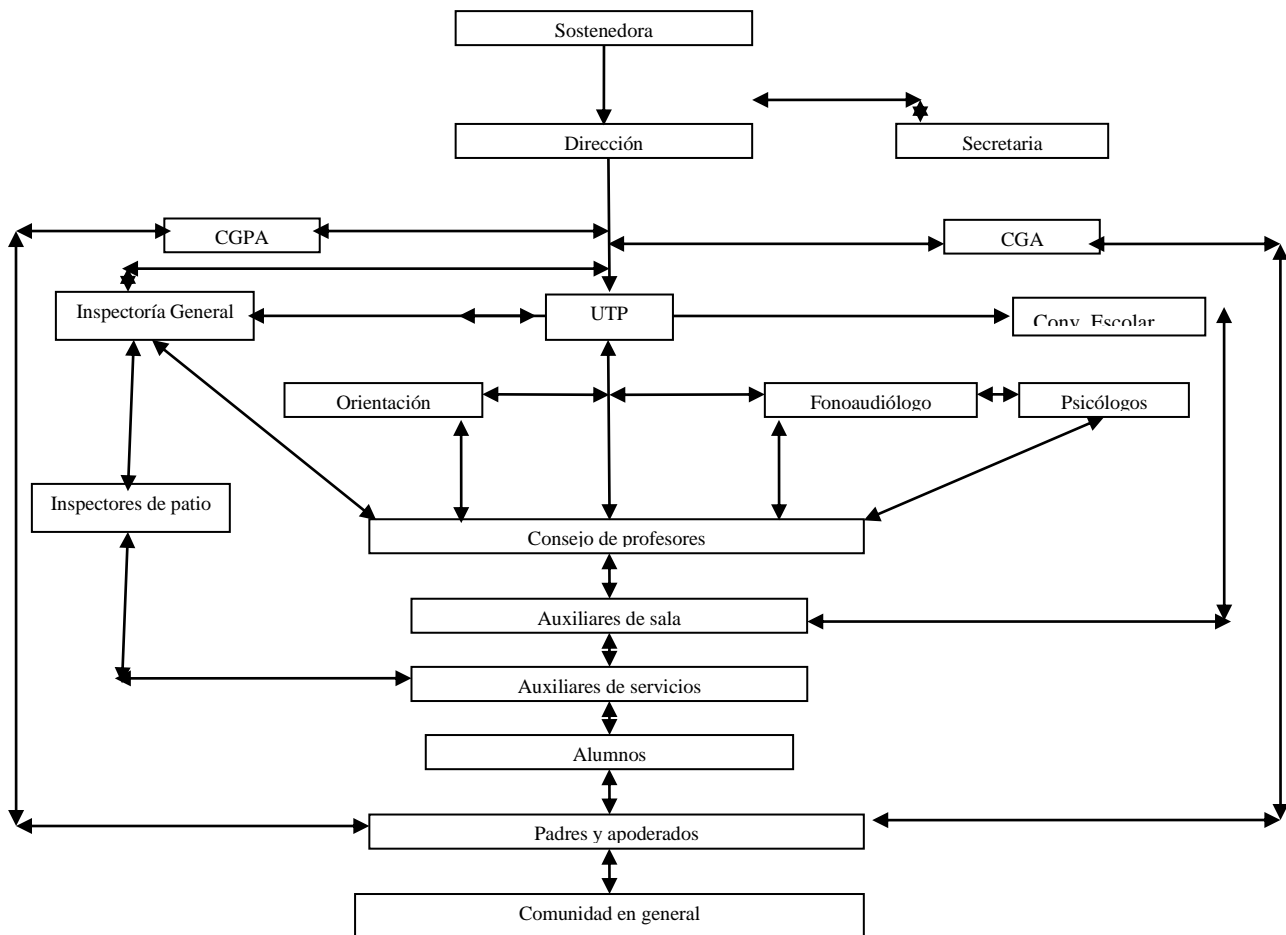 Sostenedora
Dirección
Secretaria
CGPA
CGA
Inspectoría General
UTP
Conv. Escolar
Orientación
Fonoaudiólogo
Psicólogos
Inspectores de patio
Consejo de profesores
Auxiliares de sala
Auxiliares de servicios
Alumnos
Padres y apoderados
Comunidad en general